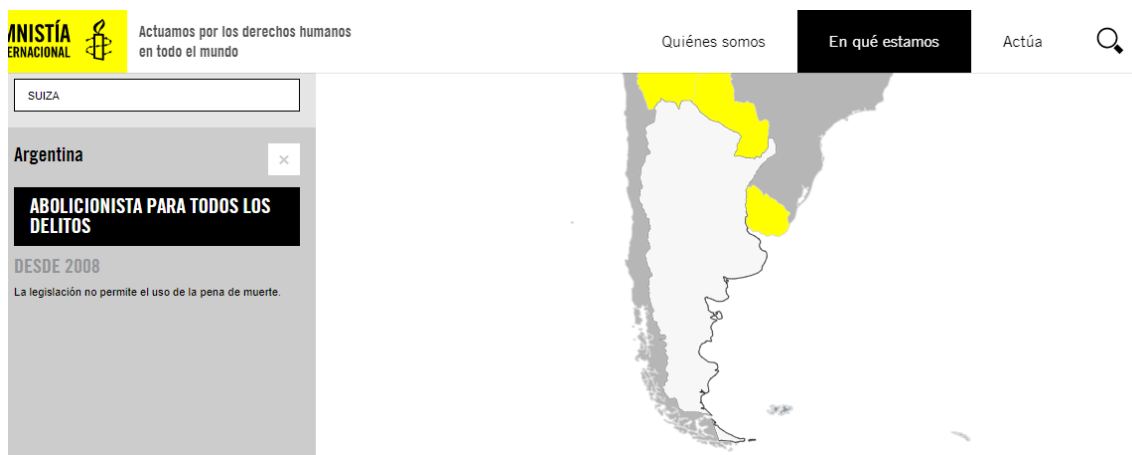 MNISTÍA
ERNACIONAL
Actuamos por los derechos humanos
en todo el mundo
Quiénes somos
En qué estamos
Actúa
SUIZA
Argentina
×
ABOLICIONISTA PARA TODOS LOS
DELITOS
DESDE 2008
La legislación no permite el uso de la pena de muerte.